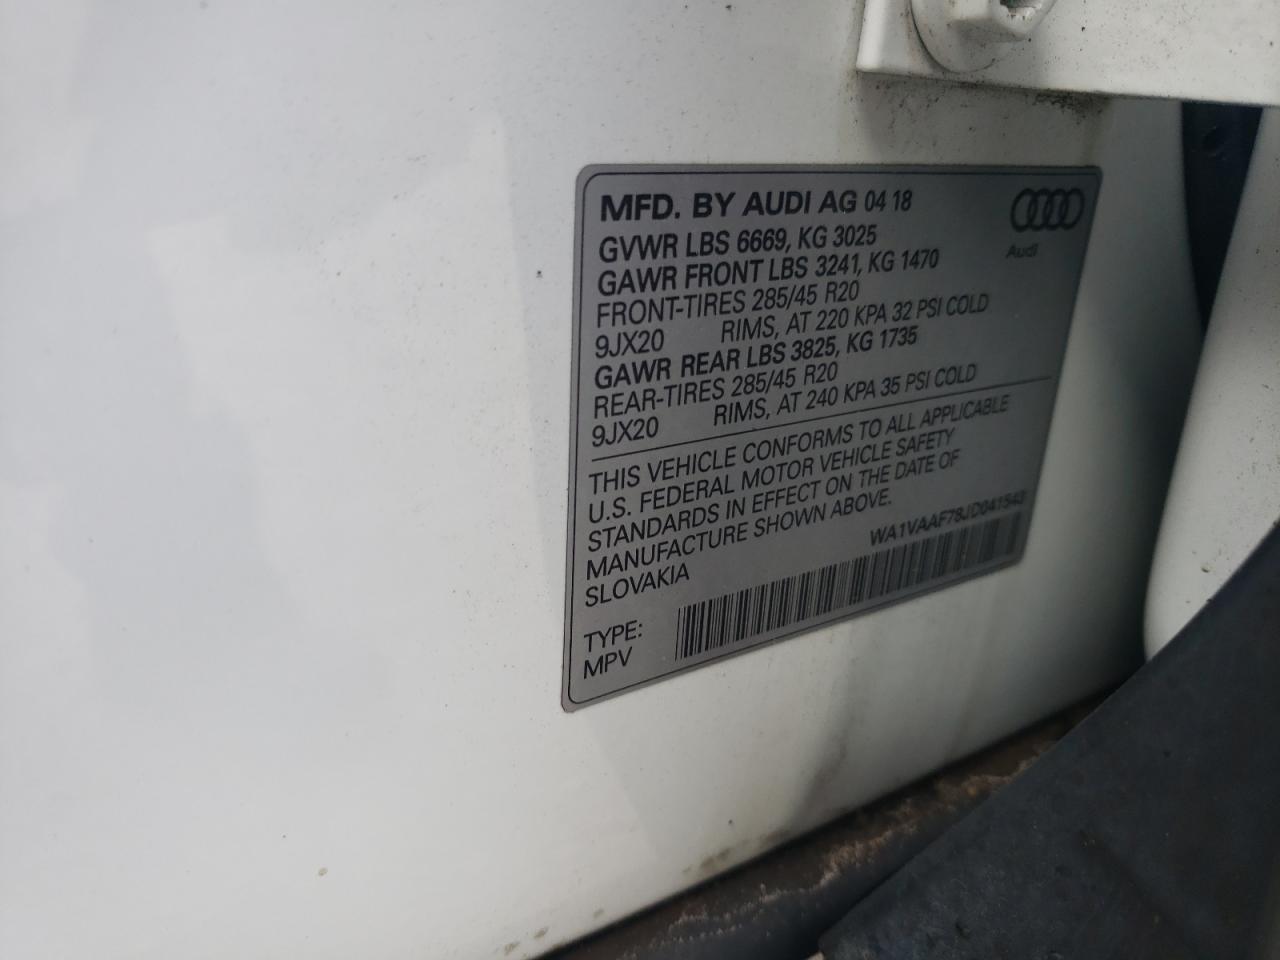 MFD. BY AUDI AG 04 18
Audi
GVWR LBS 6669, KG 3025
GAWR FRONT LBS 3241, KG 1470
FRONT-TIRES 285/45 R20
9JX20 RIMS, AT 220 KPA 32 PSI COLD
GAWR REAR LBS 3825, KG 1735
REAR-TIRES 285/45 R20
9JX20 RIMS, AT 240 KPA 35 PSI COLD
THIS VEHICLE CONFORMS TO ALL APPLICABLE
U.S. FEDERAL MOTOR VEHICLE SAFETY
STANDARDS IN EFFECT ON THE DATE OF
MANUFACTURE SHOWN ABOVE.
SLOVAKIA
WA1VAAF78JD041543
TYPE:
MPV